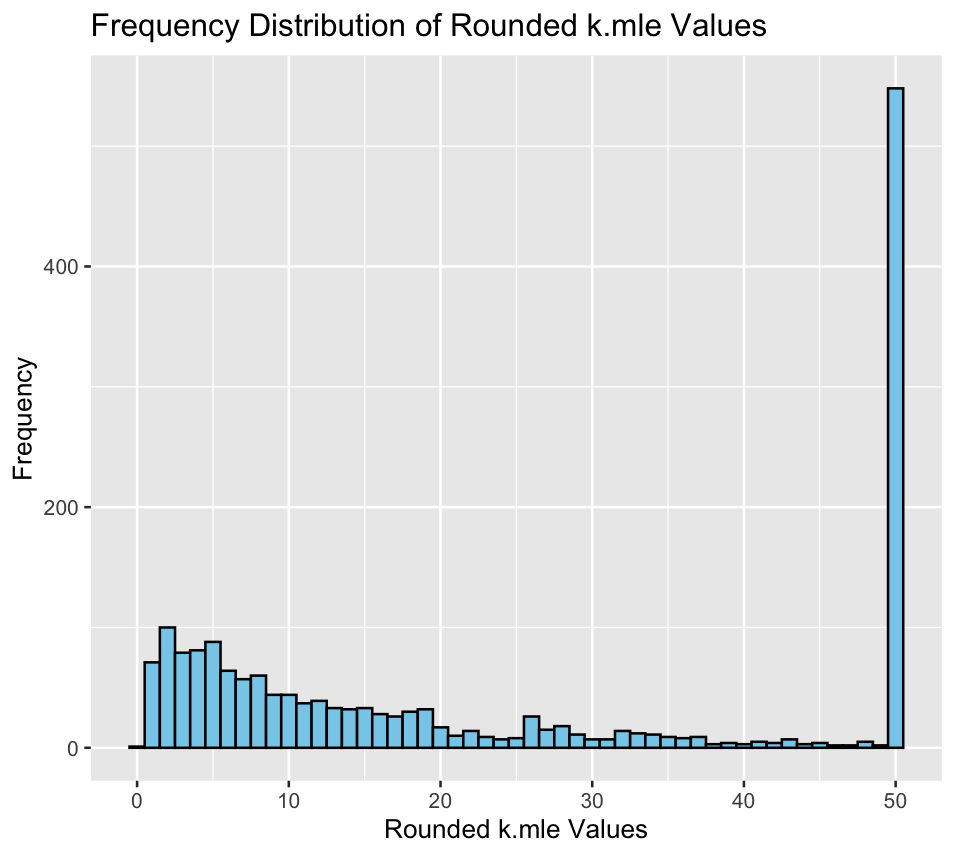 Frequency Distribution of Rounded k.mle Values
Frequency
400
200
0
0 10 20 30 40 50
Rounded k.mle Values